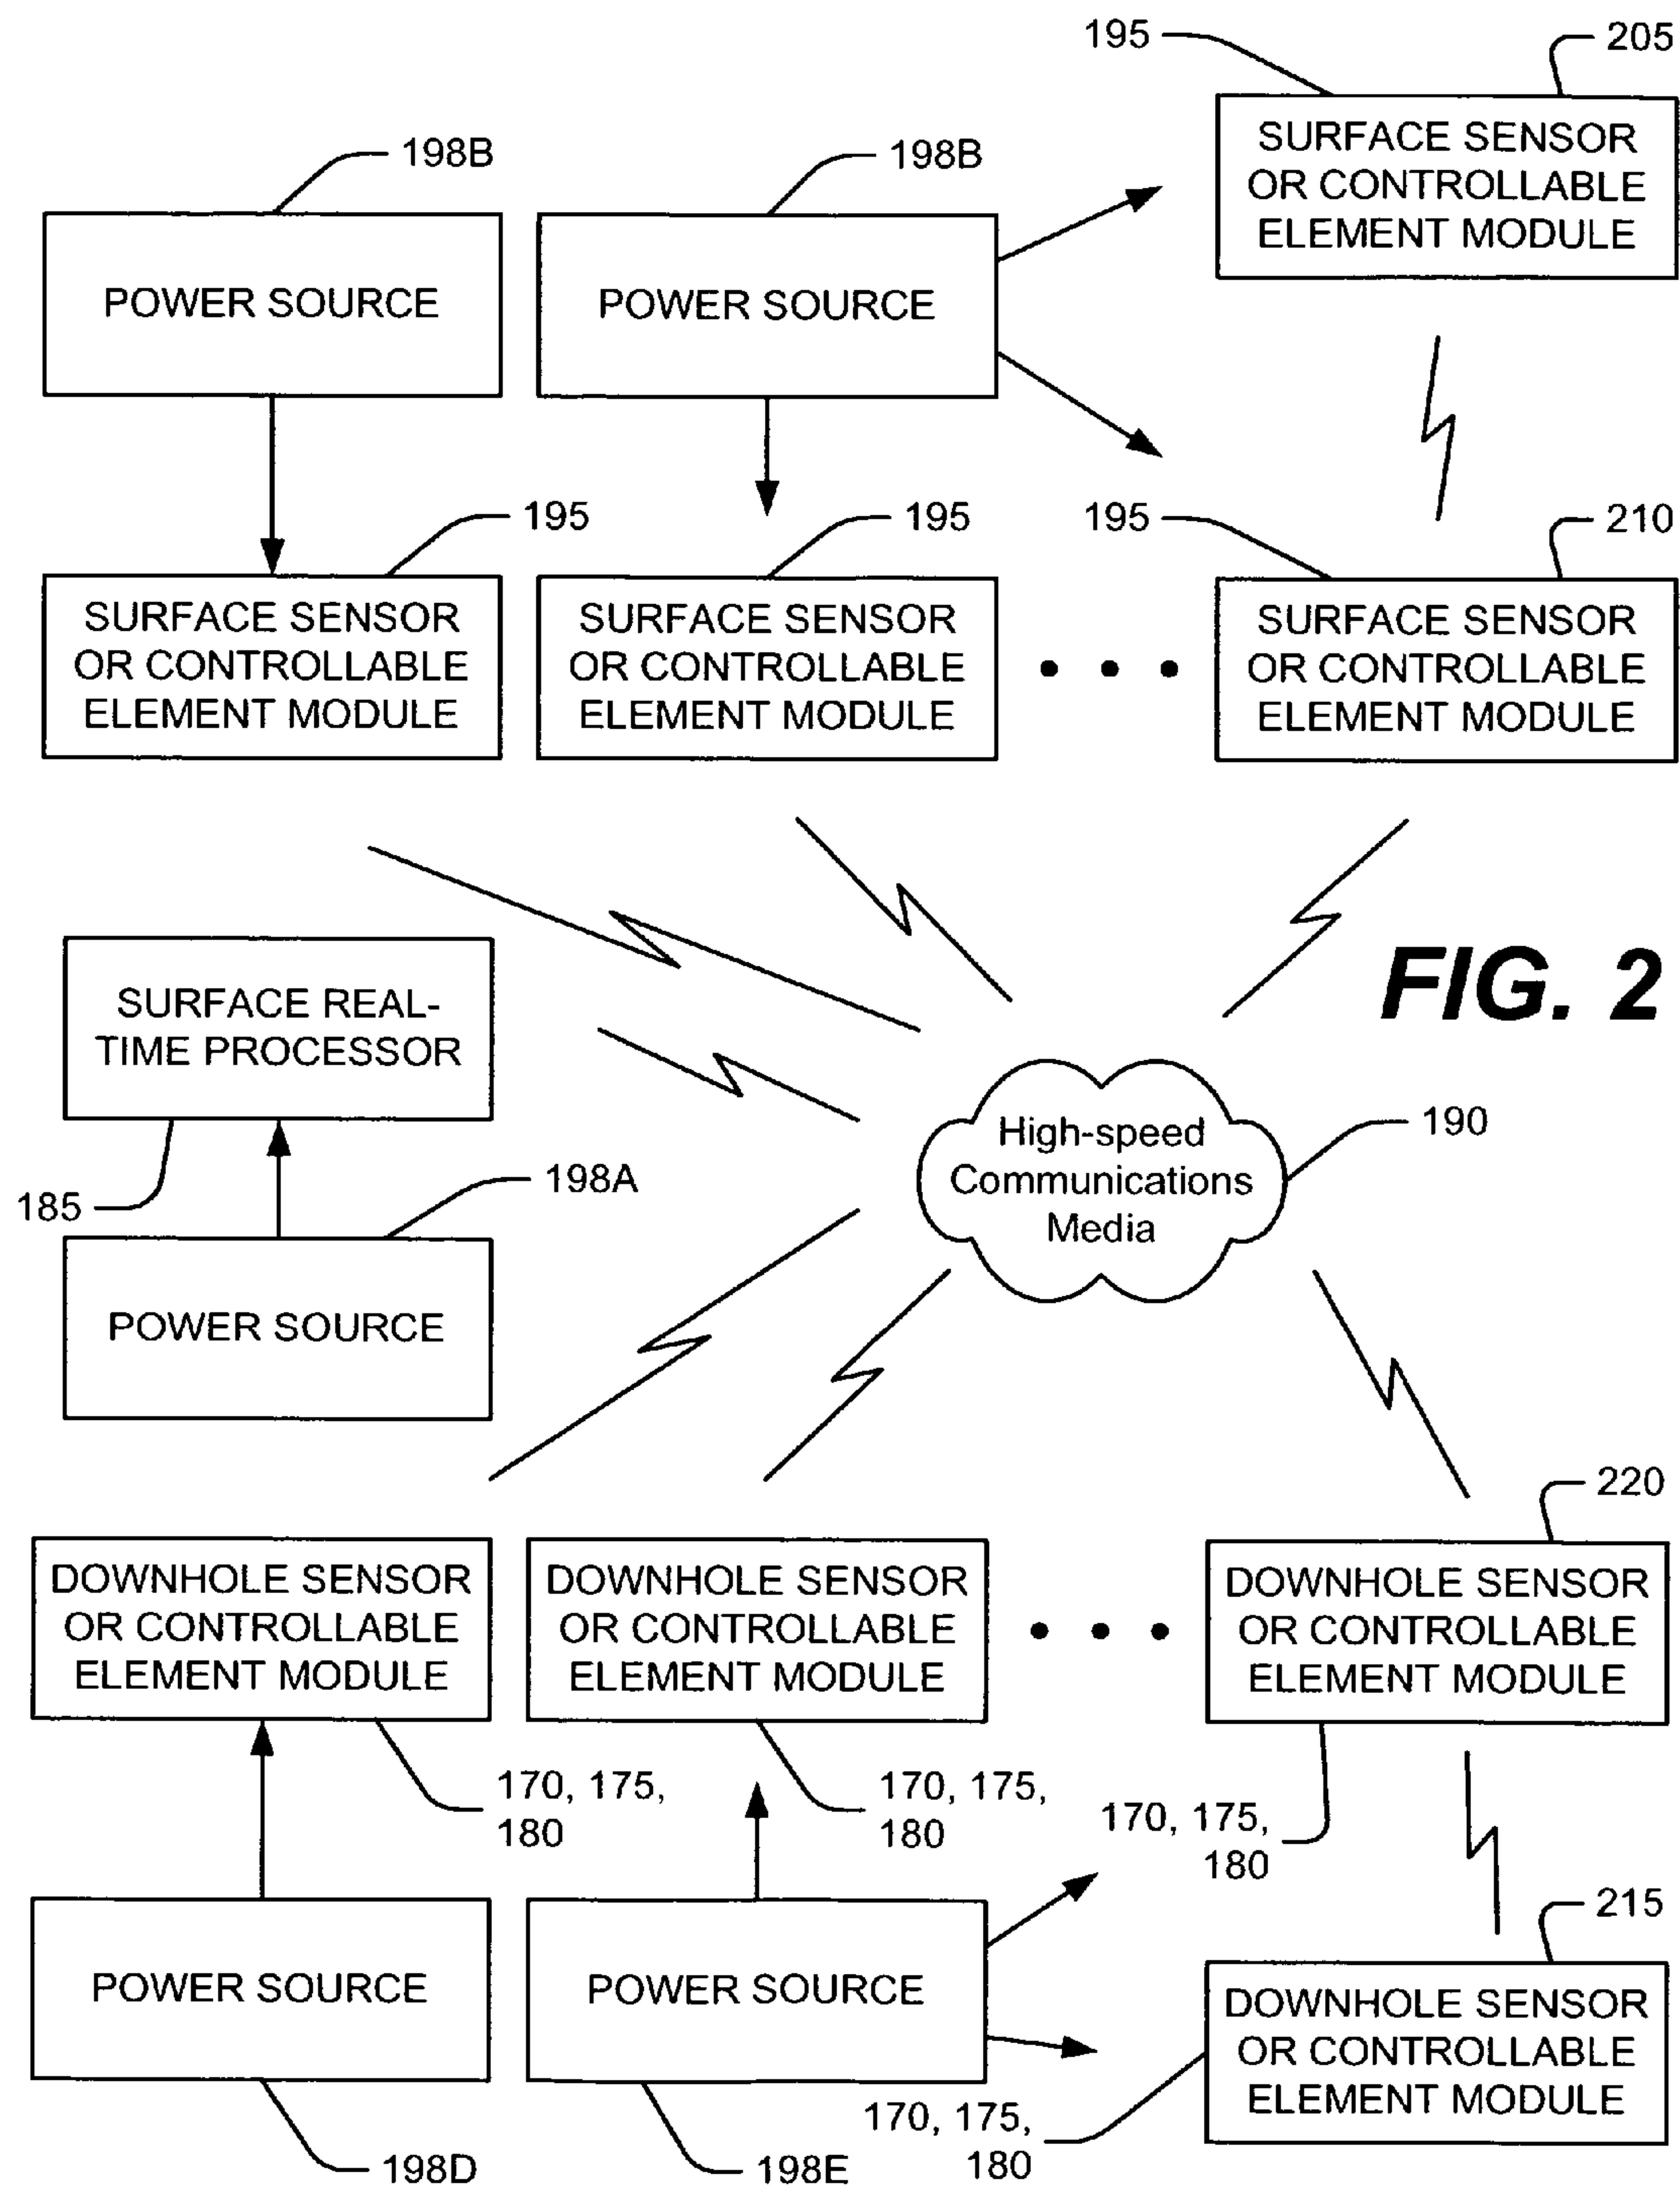 195
205
SURFACE SENSOR
OR CONTROLLABLE
ELEMENT MODULE
198B
198B
POWER SOURCE
POWER SOURCE
195
195
195
210
SURFACE SENSOR
OR CONTROLLABLE
ELEMENT MODULE
SURFACE SENSOR
OR CONTROLLABLE
ELEMENT MODULE
SURFACE SENSOR
OR CONTROLLABLE
ELEMENT MODULE
FIG. 2
SURFACE REAL-
TIME PROCESSOR
185
198A
POWER SOURCE
High-speed
Communications
Media
190
220
DOWNHOLE SENSOR
OR CONTROLLABLE
ELEMENT MODULE
DOWNHOLE SENSOR
OR CONTROLLABLE
ELEMENT MODULE
DOWNHOLE SENSOR
OR CONTROLLABLE
ELEMENT MODULE
170, 175,
180
170, 175,
180
170, 175,
180
215
POWER SOURCE
POWER SOURCE
DOWNHOLE SENSOR
OR CONTROLLABLE
ELEMENT MODULE
170, 175,
180
198D
198E